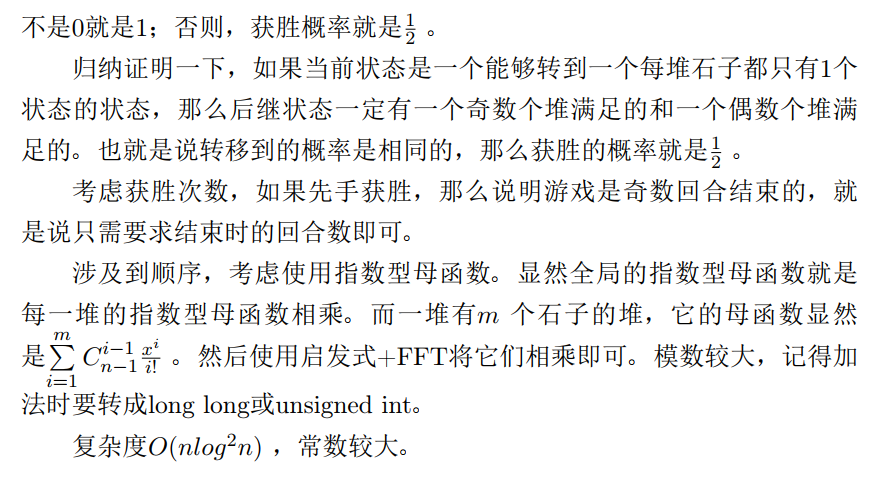 不是0就是1；否则，获胜概率就是1/2 。
归纳证明一下，如果当前状态是一个能够转到一个每堆石子都只有1个
状态的状态，那么后继状态一定有一个奇数个堆满足的和一个偶数个堆满
足的。也就是说转移到的概率是相同的，那么获胜的概率就是1/2 。
考虑获胜次数，如果先手获胜，那么说明游戏是奇数回合结束的，就
是说只需要求结束时的回合数即可。
涉及到顺序，考虑使用指数型母函数。显然全局的指数型母函数就是
每一堆的指数型母函数相乘。而一堆有m 个石子的堆，它的母函数显然
是∑_{i=1}^{m} C_{n-1}^{i-1} x^i/i! 。然后使用启发式+FFT将它们相乘即可。模数较大，记得加
法时要转成long long或unsigned int。
复杂度O(nlog²n) ，常数较大。